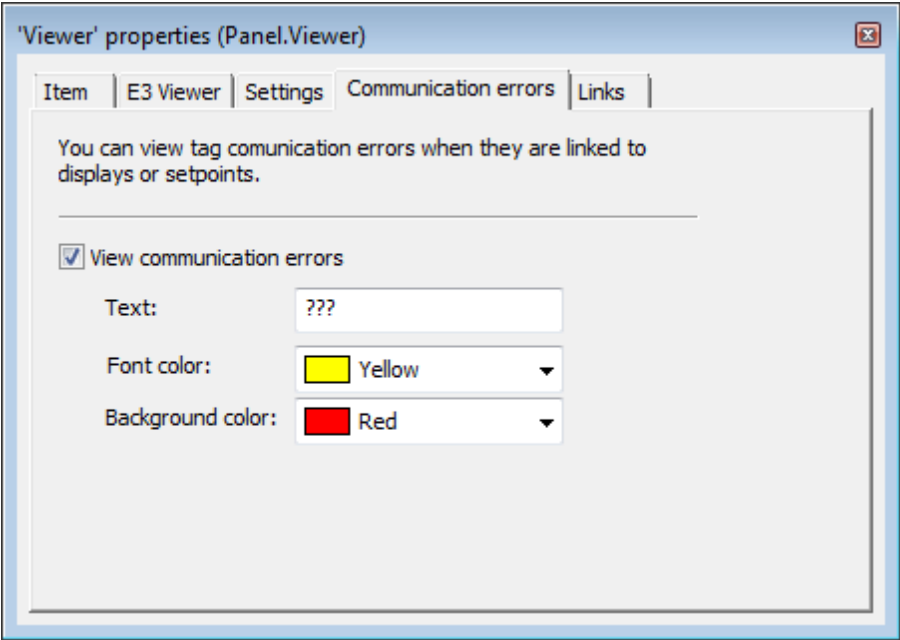 'Viewer' properties (Panel.Viewer)
Item E3 Viewer Settings Communication errors Links
You can view tag comunication errors when they are linked to
displays or setpoints.
View communication errors
Text: ???
Font color: Yellow
Background color: Red